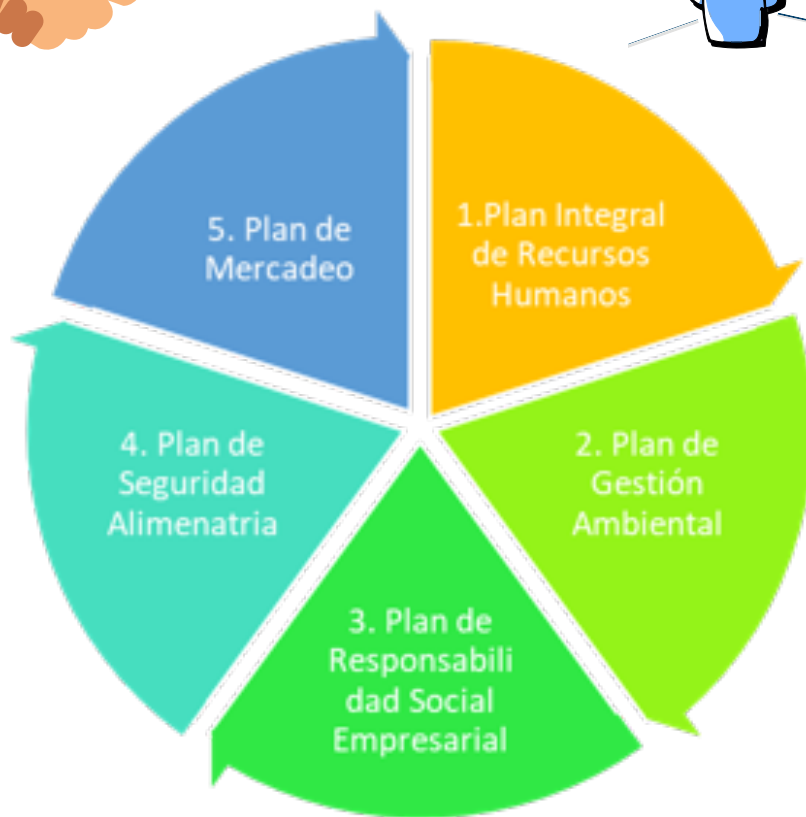 1.Plan Integral
de Recursos
Humanos
2. Plan de
Gestión
Ambiental
3. Plan de
Responsabili
dad Social
Empresarial
4. Plan de
Seguridad
Alimenatria
5. Plan de
Mercadeo